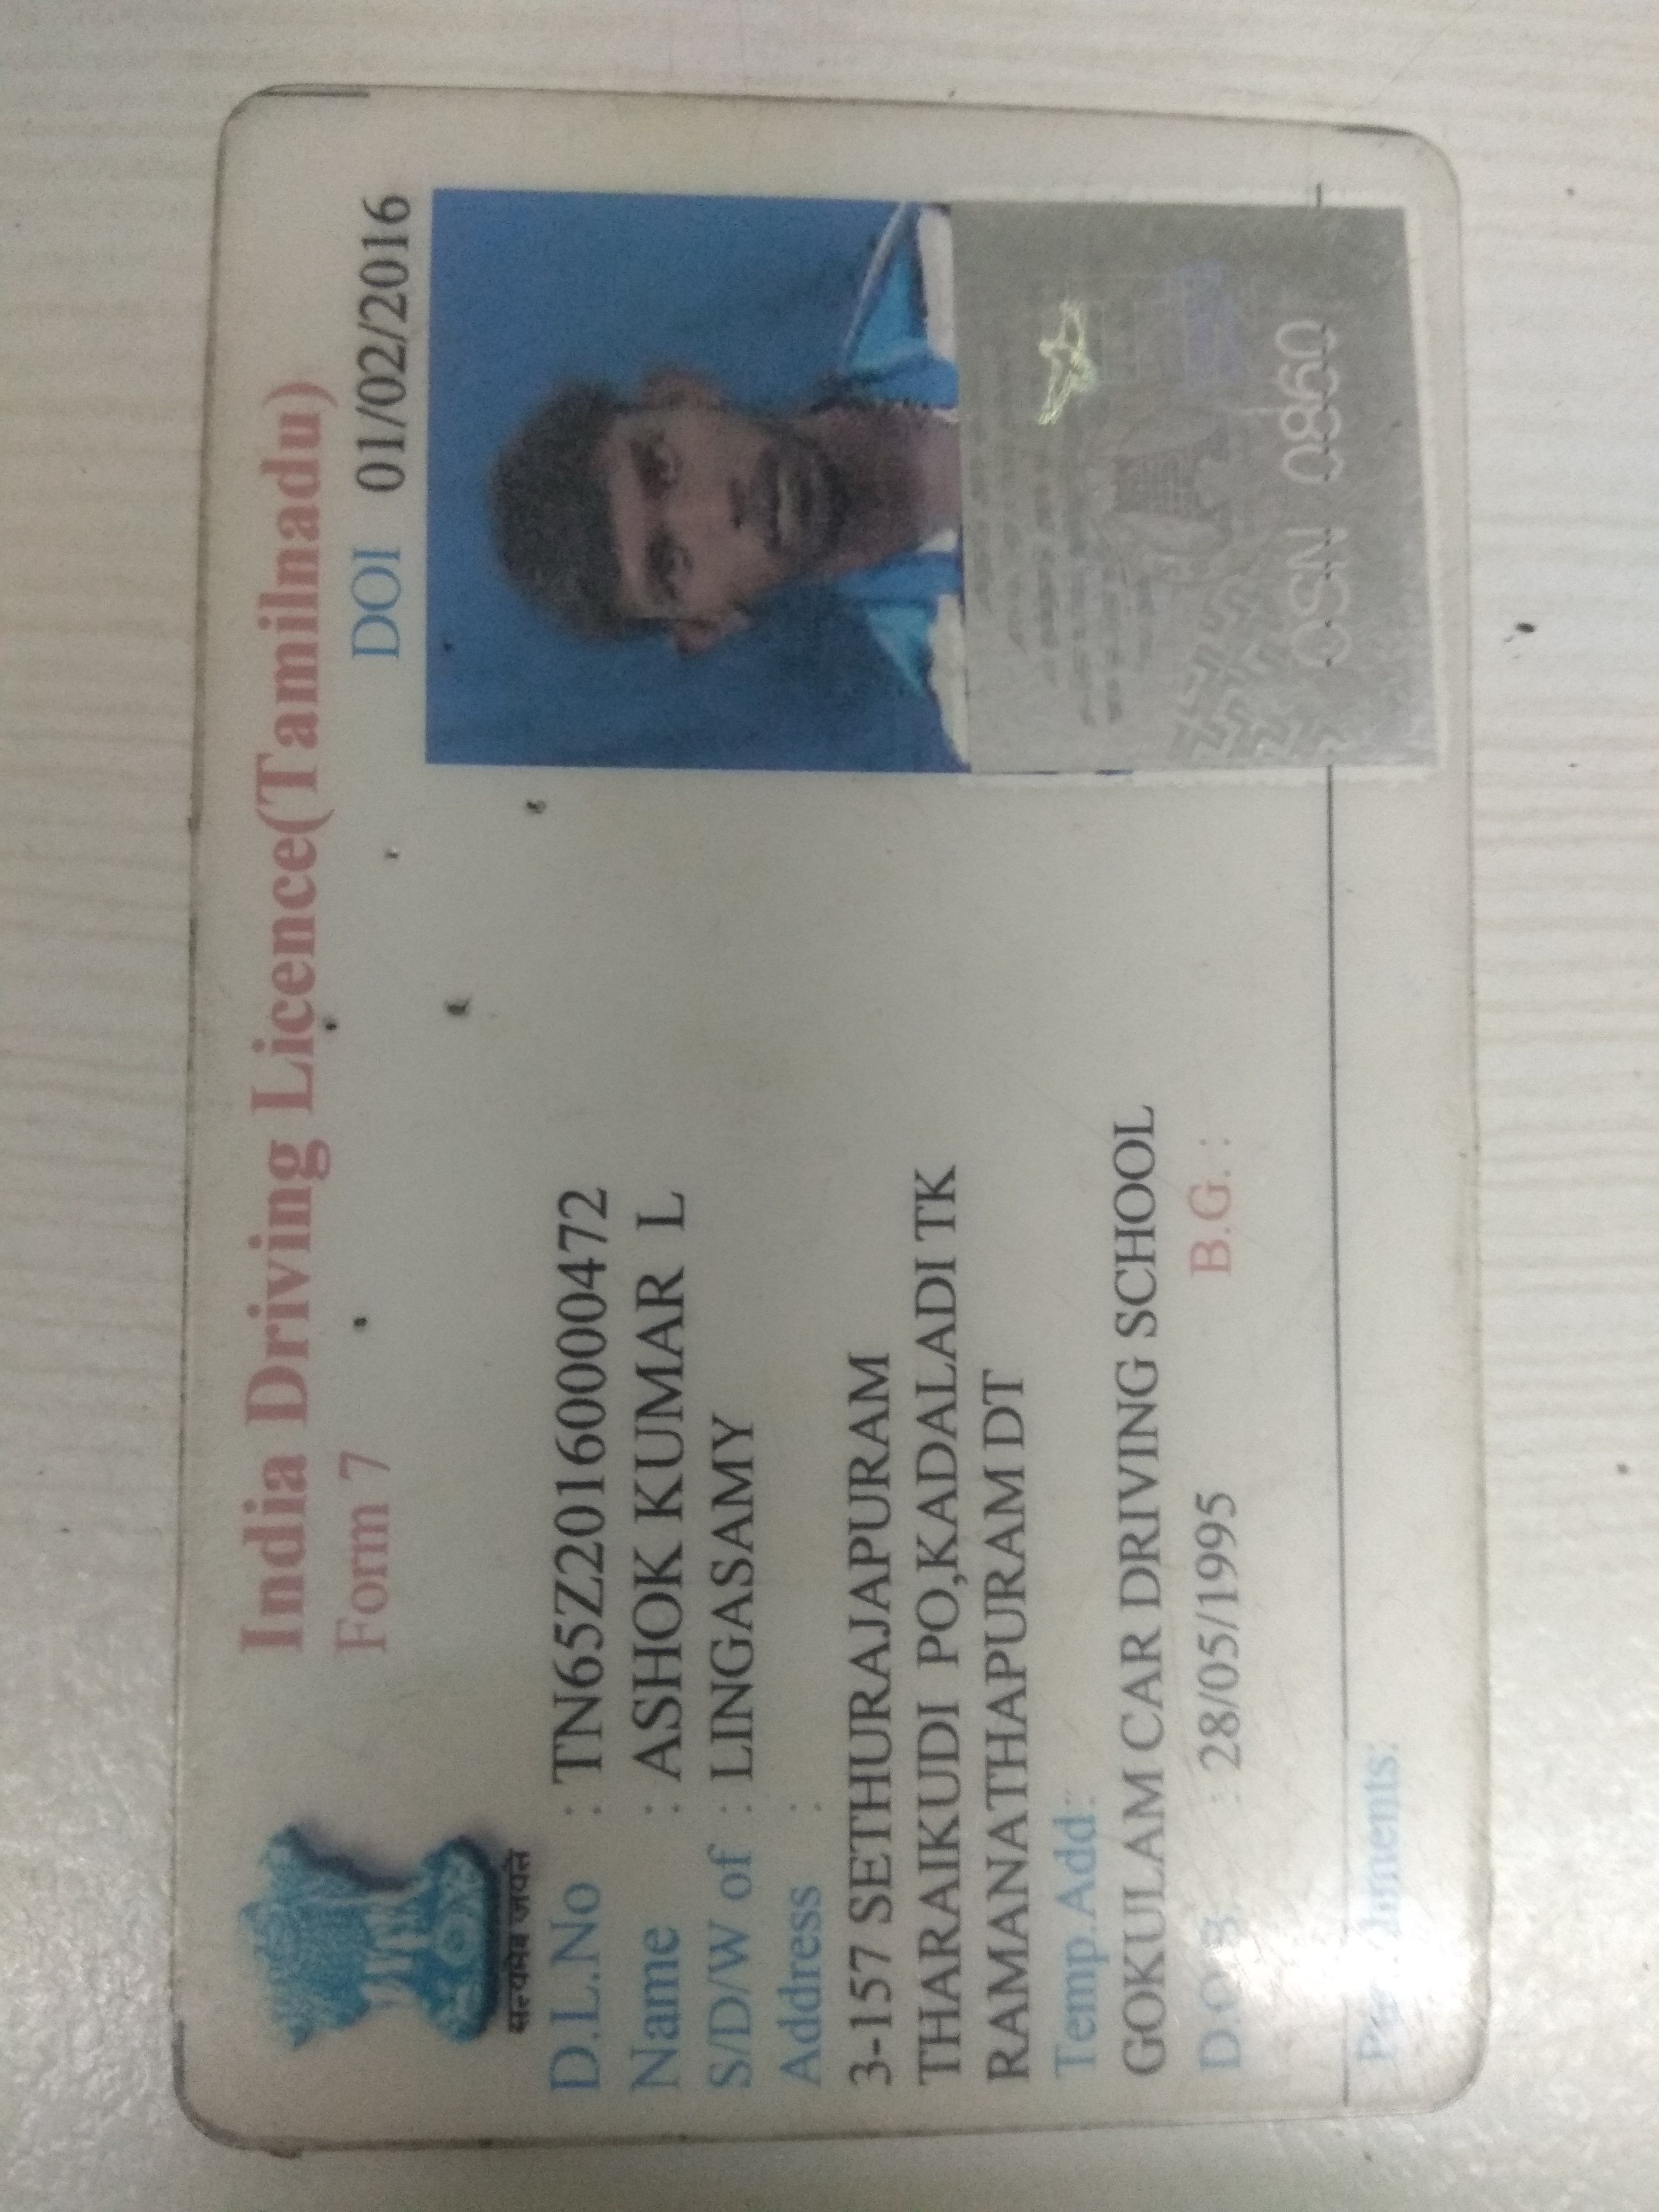 India Driving Licence(Tamilnadu)
Form 7
DOI 01/02/2016
सत्यमेव जयते
D.L.No : TN65Z20160000472
Name : ASHOK KUMAR L
S/D/W of : LINGASAMY
Address :
3-157 SETHURAJAPURAM
THARAIKUDI PO,KADALADI TK
RAMANATHAPURAM DT
Temp.Add:
GOKULAM CAR DRIVING SCHOOL
D.O.B. : 28/05/1995 B.G. :
OSN 0860